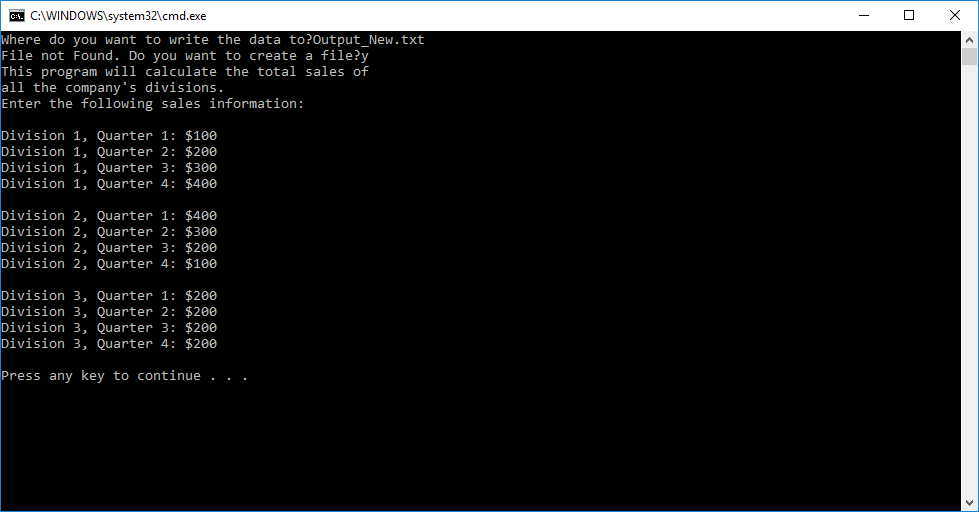 C:\WINDOWS\system32\cmd.exe
Where do you want to write the data to?Output_New.txt
File not Found. Do you want to create a file?y
This program will calculate the total sales of
all the company's divisions.
Enter the following sales information:

Division 1, Quarter 1: $100
Division 1, Quarter 2: $200
Division 1, Quarter 3: $300
Division 1, Quarter 4: $400

Division 2, Quarter 1: $400
Division 2, Quarter 2: $300
Division 2, Quarter 3: $200
Division 2, Quarter 4: $100

Division 3, Quarter 1: $200
Division 3, Quarter 2: $200
Division 3, Quarter 3: $200
Division 3, Quarter 4: $200

Press any key to continue . . .